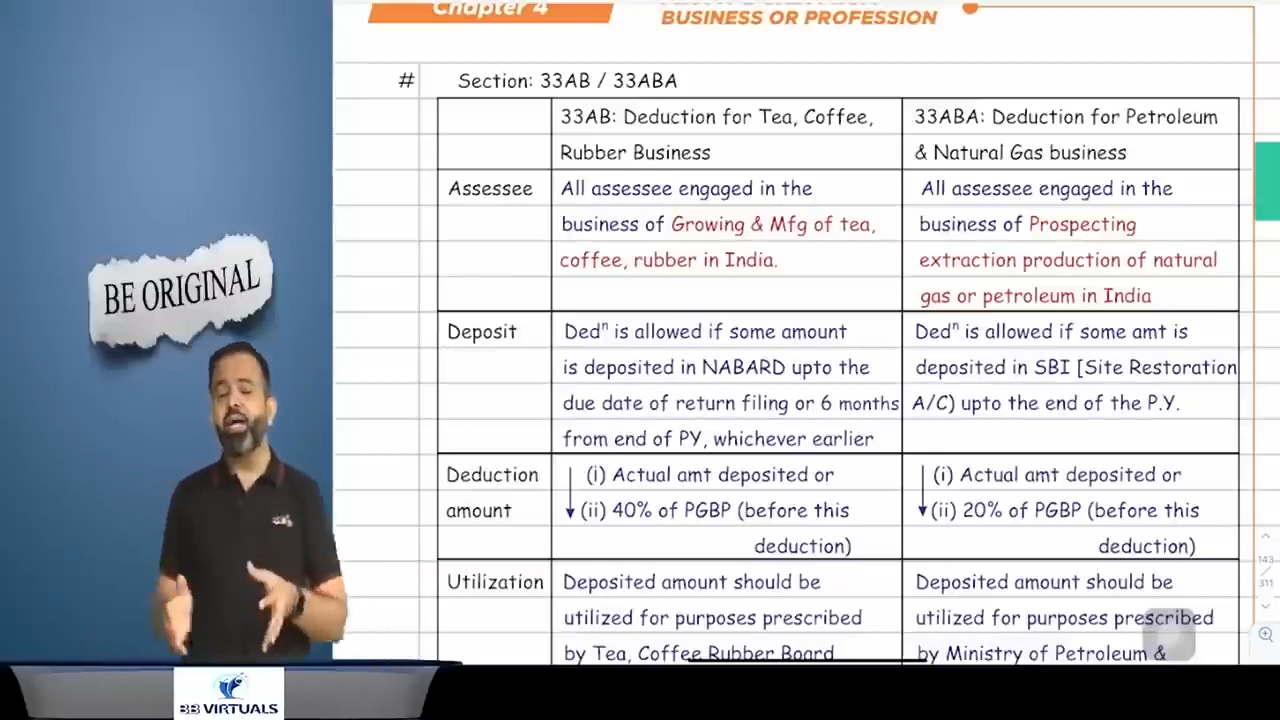 Chapter 4
BUSINESS OR PROFESSION
# Section: 33AB / 33ABA
33AB: Deduction for Tea, Coffee,
Rubber Business
33ABA: Deduction for Petroleum
& Natural Gas business
Assessee
All assessee engaged in the
business of Growing & Mfg of tea,
coffee, rubber in India.
All assessee engaged in the
business of Prospecting
extraction production of natural
gas or petroleum in India
Deposit
Dedⁿ is allowed if some amount
is deposited in NABARD upto the
due date of return filing or 6 months
from end of PY, whichever earlier
Dedⁿ is allowed if some amt is
deposited in SBI [Site Restoration
A/C) upto the end of the P.Y.
Deduction
amount
(i) Actual amt deposited or
(ii) 40% of PGBP (before this
deduction)
(i) Actual amt deposited or
(ii) 20% of PGBP (before this
deduction)
Utilization
Deposited amount should be
utilized for purposes prescribed
by Tea, Coffee Rubber Board
Deposited amount should be
utilized for purposes prescribed
by Ministry of Petroleum &
143
311
BE ORIGINAL
BB VIRTUALS